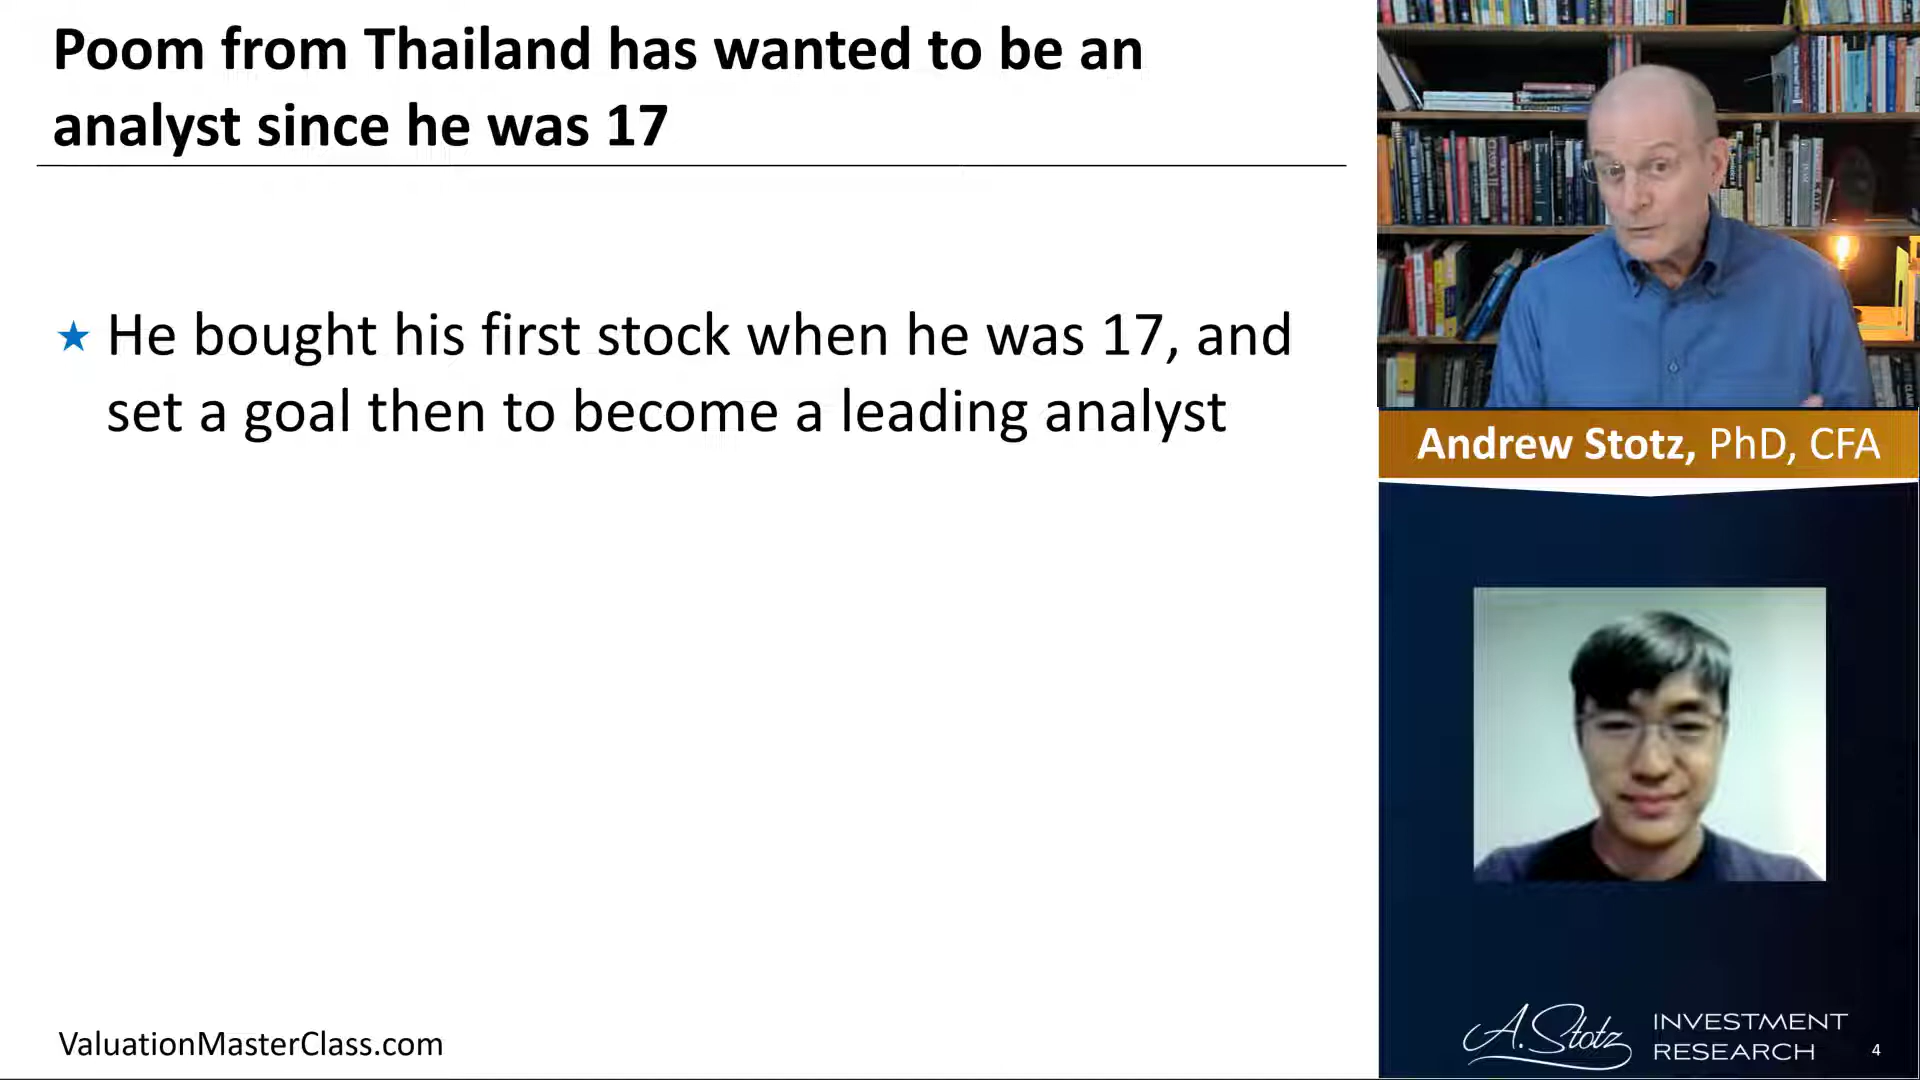 Poom from Thailand has wanted to be an
analyst since he was 17
★ He bought his first stock when he was 17, and
set a goal then to become a leading analyst
Andrew Stotz, PhD, CFA
ValuationMasterClass.com
A. Stotz
INVESTMENT
RESEARCH
4